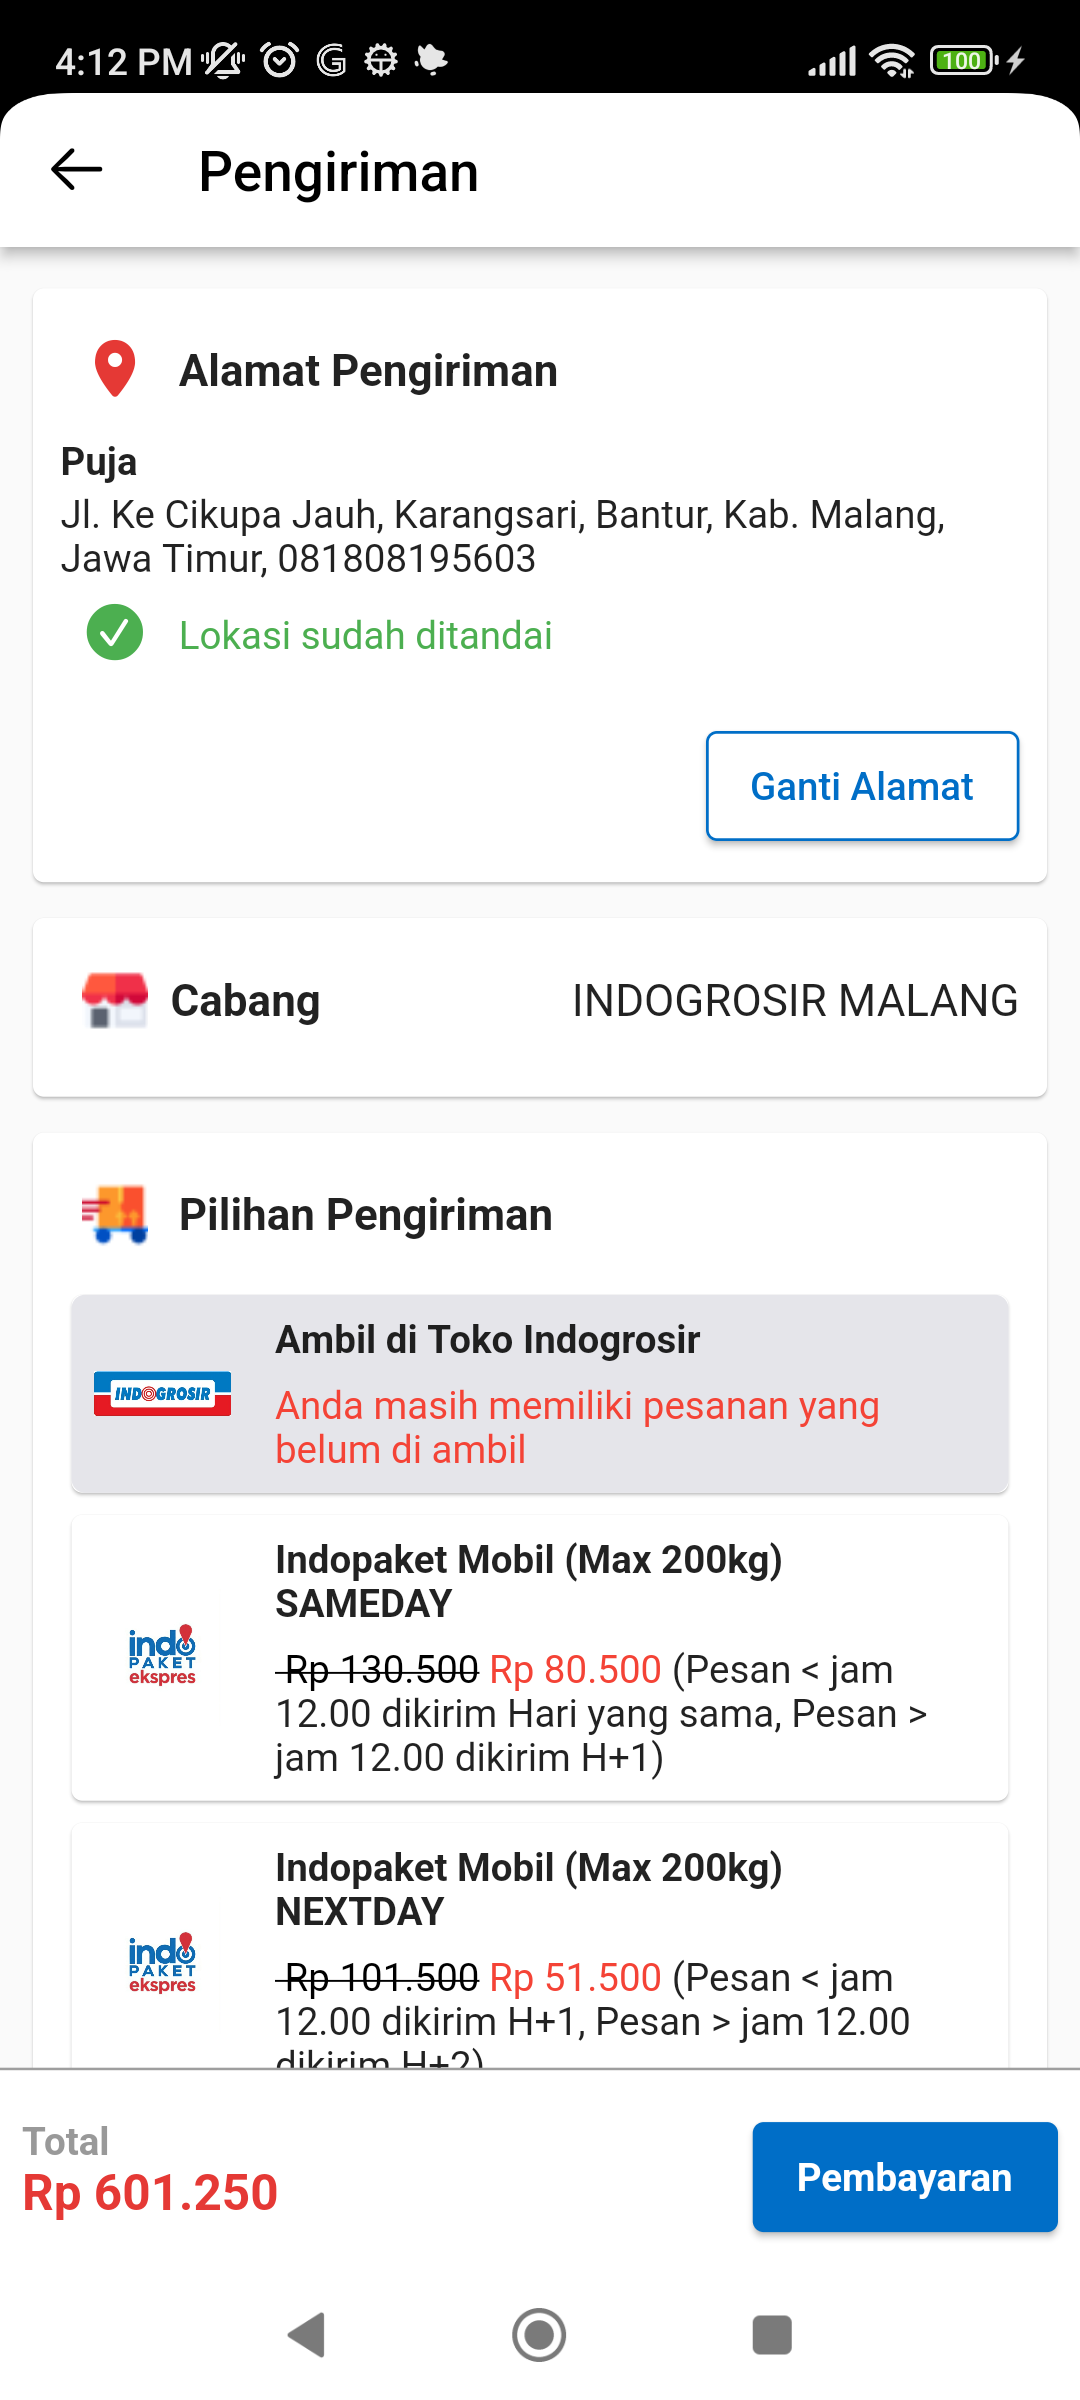 4:12 PM
100
Pengiriman
Alamat Pengiriman
Puja
Jl. Ke Cikupa Jauh, Karangsari, Bantur, Kab. Malang,
Jawa Timur, 081808195603
Lokasi sudah ditandai
Ganti Alamat
Cabang
INDOGROSIR MALANG
Pilihan Pengiriman
INDOGROSIR
Ambil di Toko Indogrosir
Anda masih memiliki pesanan yang
belum di ambil
indo
PAKET
ekspres
Indopaket Mobil (Max 200kg)
SAMEDAY
Rp 130.500 Rp 80.500 (Pesan < jam
12.00 dikirim Hari yang sama, Pesan >
jam 12.00 dikirim H+1)
indo
PAKET
ekspres
Indopaket Mobil (Max 200kg)
NEXTDAY
Rp 101.500 Rp 51.500 (Pesan < jam
12.00 dikirim H+1, Pesan > jam 12.00
dikirim H+2)
Total
Rp 601.250
Pembayaran